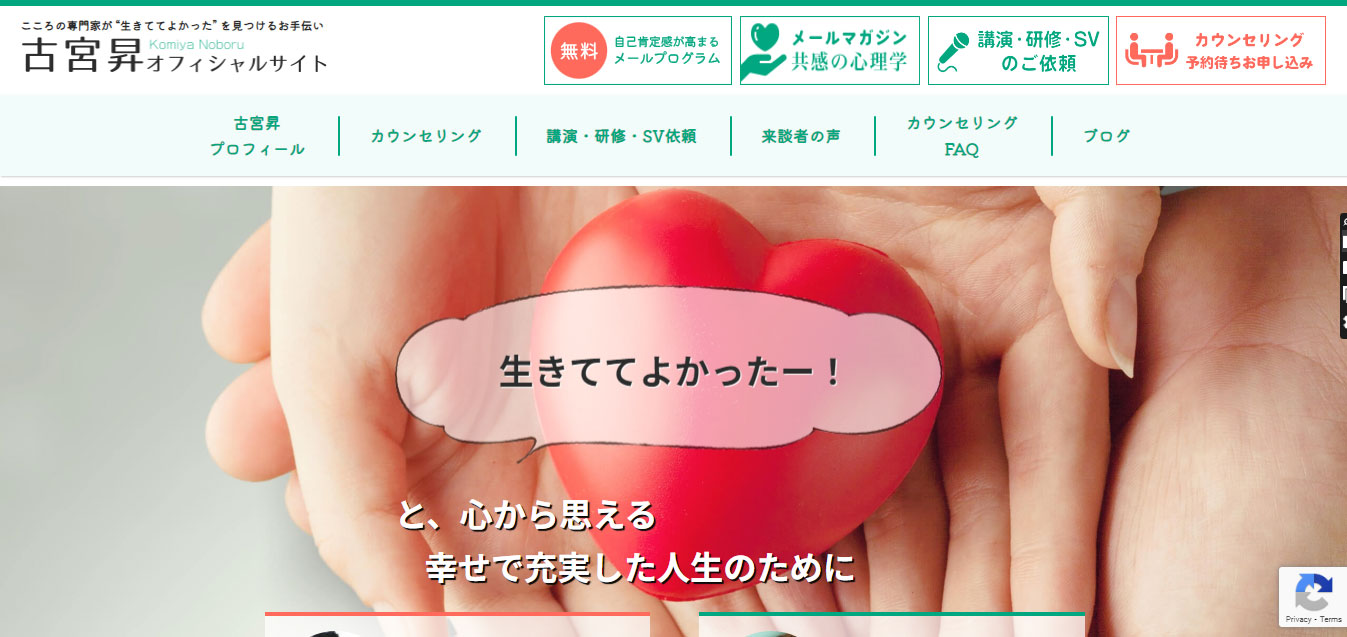 こころの専門家が“生きててよかった”を見つけるお手伝い
古宮昇 Komiya Noboru
オフィシャルサイト
無料
自己肯定感が高まる
メールプログラム
メールマガジン
共感の心理学
講演・研修・SV
のご依頼
カウンセリング
予約待ちお申し込み
古宮昇
プロフィール
カウンセリング
講演・研修・SV依頼
来談者の声
カウンセリング
FAQ
ブログ
生きててよかったー！
と、心から思える
幸せで充実した人生のために
Privacy - Terms